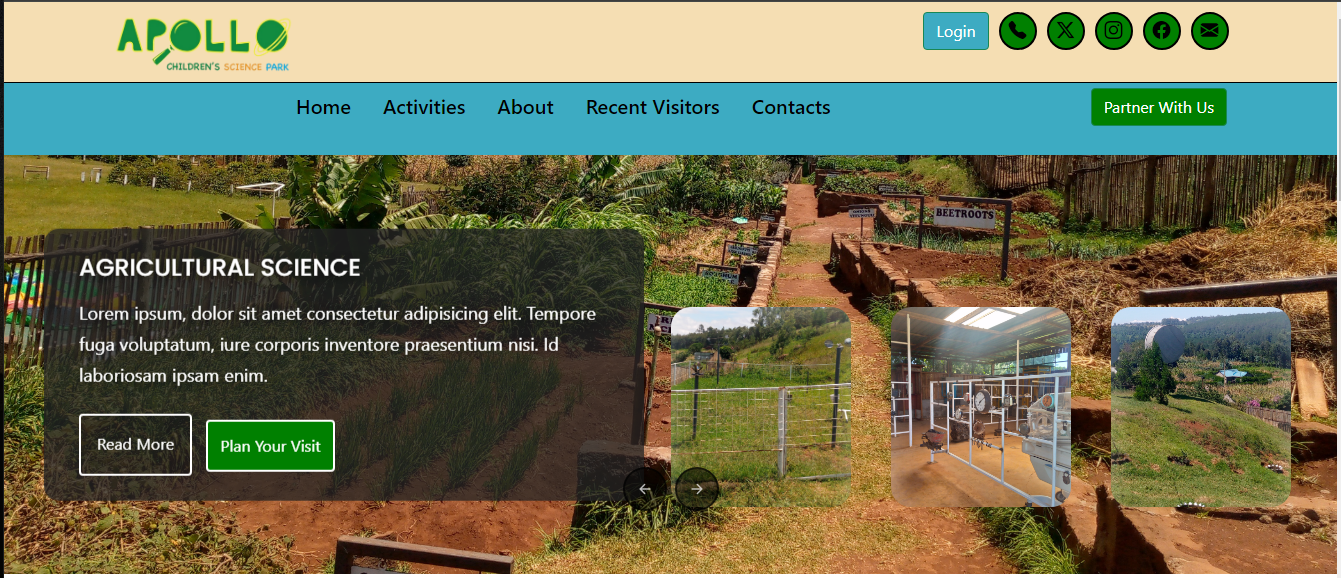 APOLLO
CHILDREN'S SCIENCE PARK
Login
Home Activities About Recent Visitors Contacts
Partner With Us
BEETROOTS
AGRICULTURAL SCIENCE
Lorem ipsum, dolor sit amet consectetur adipisicing elit. Tempore
fuga voluptatum, iure corporis inventore praesentium nisi. Id
laboriosam ipsam enim.
Read More
Plan Your Visit